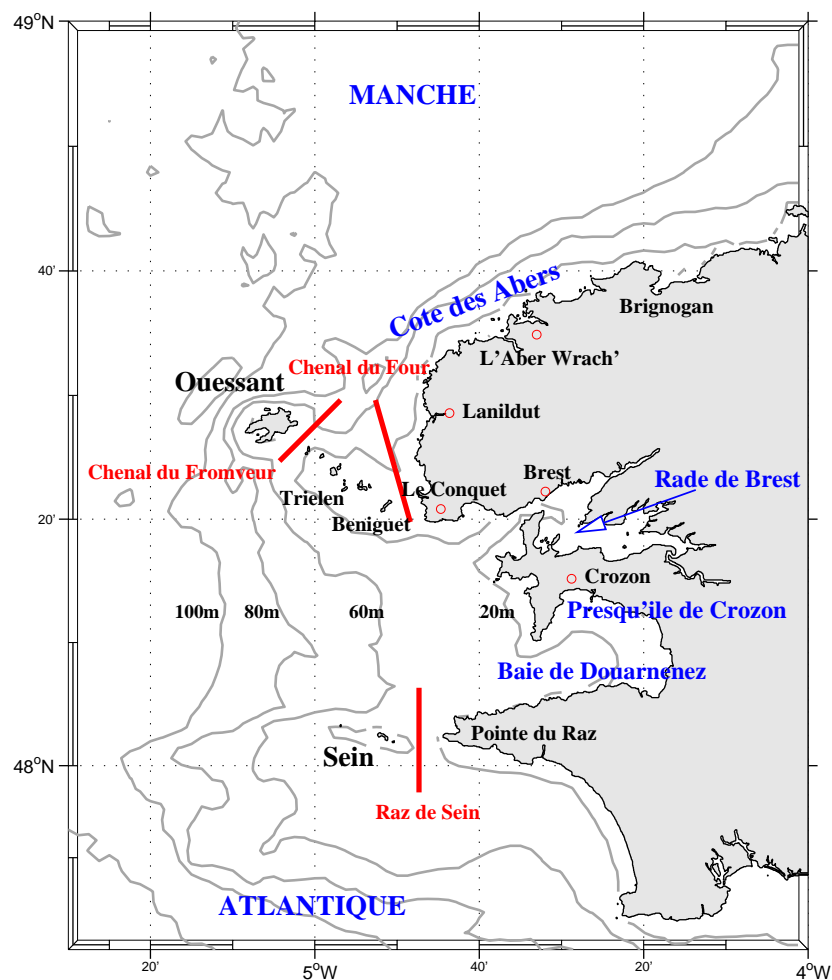 49°N
MANCHE
40'
Cote des Abers
Brignogan
L'Aber Wrach'
Chenal du Four
Ouessant
Lanildut
Chenal du Fromveur
Brest
Rade de Brest
Le Conquet
Trielen
Beniguet
20'
Crozon
100m 80m 60m 20m
Presqu'ile de Crozon
Baie de Douarnenez
Pointe du Raz
Sein
48°N
Raz de Sein
ATLANTIQUE
20' 5°W 40' 20' 4°W